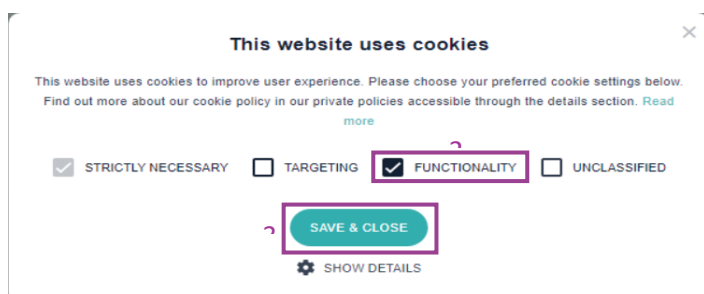 This website uses cookies
This website uses cookies to improve user experience. Please choose your preferred cookie settings below.
Find out more about our cookie policy in our private policies accessible through the details section. Read
more
STRICTLY NECESSARY TARGETING FUNCTIONALITY UNCLASSIFIED
SAVE & CLOSE
SHOW DETAILS